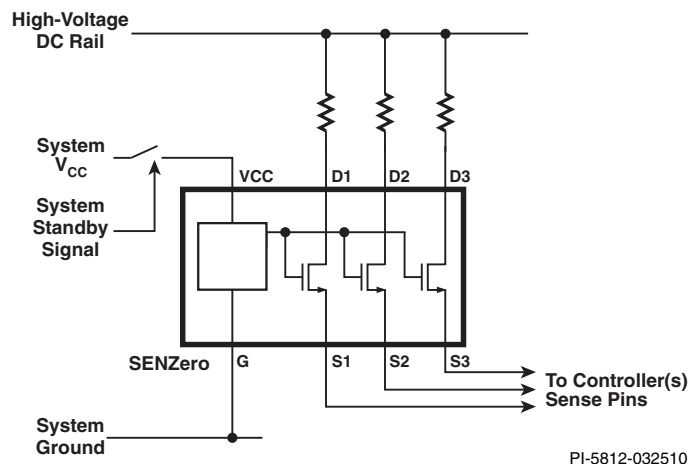 High-Voltage
DC Rail
System
VCC
VCC
D1
D2
D3
System
Standby
Signal
SENZero
G
S1
S2
S3
To Controller(s)
Sense Pins
System
Ground
PI-5812-032510